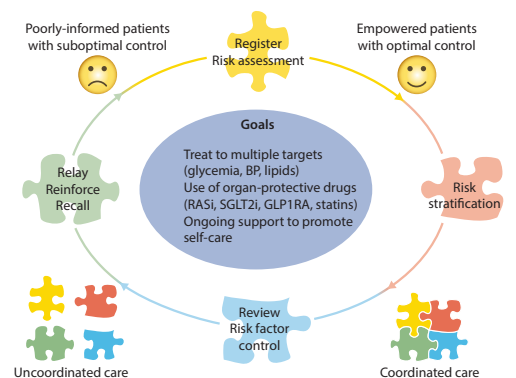 Poorly-informed patients
with suboptimal control
Register
Risk assessment
Empowered patients
with optimal control
Goals
Treat to multiple targets
(glycemia, BP, lipids)
Use of organ-protective drugs
(RASi, SGLT2i, GLP1RA, statins)
Ongoing support to promote
self-care
Relay
Reinforce
Recall
Risk
stratification
Review
Risk factor
control
Uncoordinated care
Coordinated care